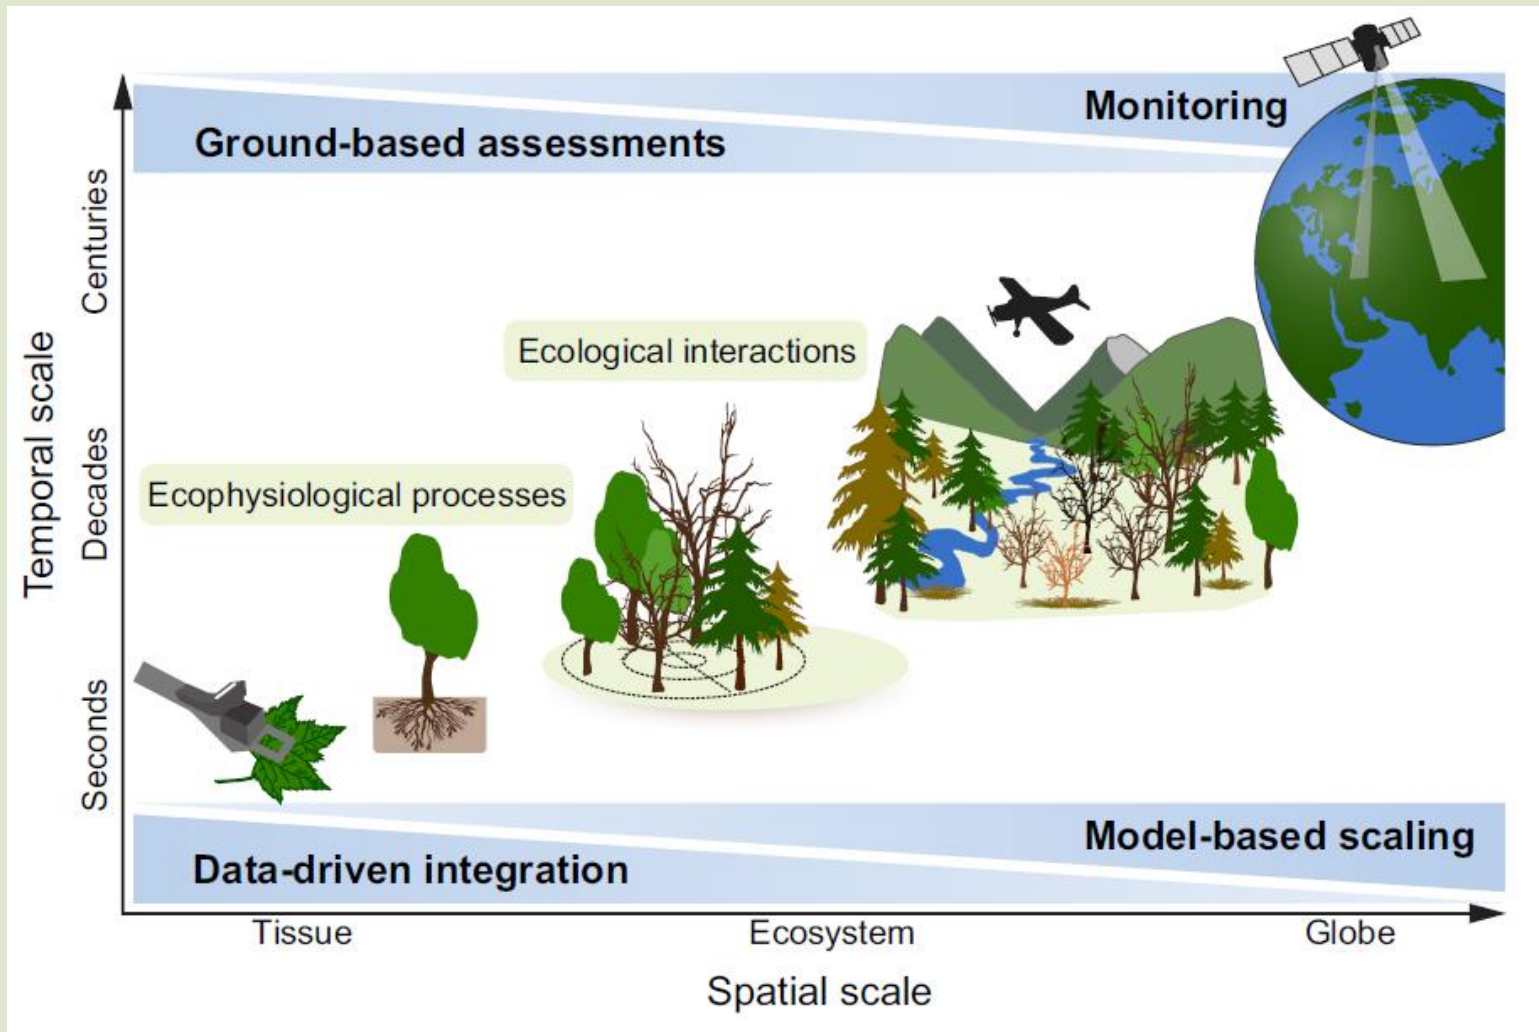 Monitoring
Ground-based assessments
Centuries
Decades
Seconds
Temporal scale
Ecological interactions
Ecophysiological processes
Model-based scaling
Data-driven integration
Tissue
Ecosystem
Globe
Spatial scale